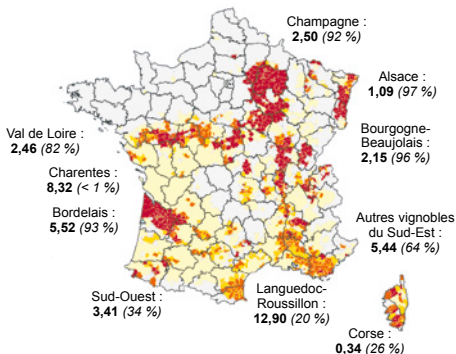 Champagne :
2,50 (92 %)
Alsace :
1,09 (97 %)
Val de Loire :
2,46 (82 %)
Bourgogne-
Beaujolais :
2,15 (96 %)
Charentes :
8,32 (< 1 %)
Bordelais :
5,52 (93 %)
Autres vignobles
du Sud-Est :
5,44 (64 %)
Sud-Ouest :
3,41 (34 %)
Languedoc-
Roussillon :
12,90 (20 %)
Corse :
0,34 (26 %)